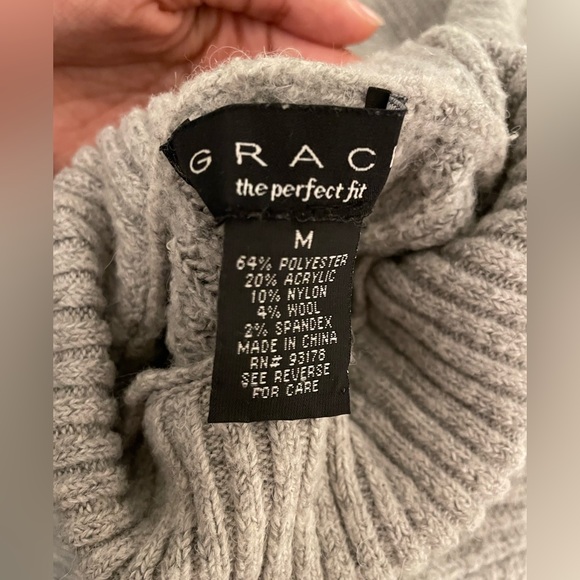 GRAC
the perfect fit
M
64% POLYESTER
20% ACRYLIC
10% NYLON
4% WOOL
2% SPANDEX
MADE IN CHINA
RN# 93176
SEE REVERSE
FOR CARE